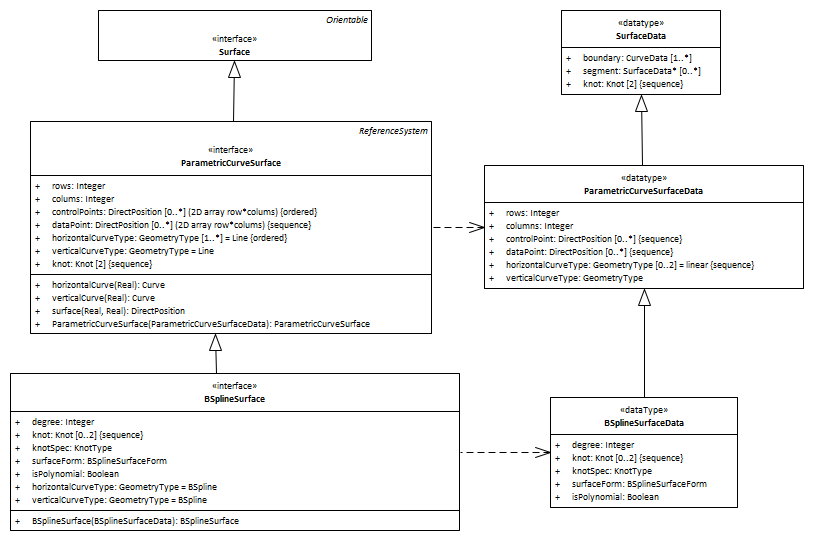 Orientable
«interface»
Surface
«datatype»
SurfaceData
+ boundary: CurveData [1..*]
+ segment: SurfaceData* [0..*]
+ knot: Knot [2] {sequence}
ReferenceSystem
«interface»
ParametricCurveSurface
+ rows: Integer
+ colums: Integer
+ controlPoints: DirectPosition [0..*] (2D array row*colums) {ordered}
+ dataPoint: DirectPosition [0..*] (2D array row*colums) {sequence}
+ horizontalCurveType: GeometryType [1..*] = Line {ordered}
+ verticalCurveType: GeometryType = Line
+ knot: Knot [2] {sequence}
+ horizontalCurve(Real): Curve
+ verticalCurve(Real): Curve
+ surface(Real, Real): DirectPosition
+ ParametricCurveSurface(ParametricCurveSurfaceData): ParametricCurveSurface
«datatype»
ParametricCurveSurfaceData
+ rows: Integer
+ columns: Integer
+ controlPoint: DirectPosition [0..*] {sequence}
+ dataPoint: DirectPosition [0..*] {sequence}
+ horizontalCurveType: GeometryType [0..2] = linear {sequence}
+ verticalCurveType: GeometryType
«interface»
BSplineSurface
+ degree: Integer
+ knot: Knot [0..2] {sequence}
+ knotSpec: KnotType
+ surfaceForm: BSplineSurfaceForm
+ isPolynomial: Boolean
+ horizontalCurveType: GeometryType = BSpline
+ verticalCurveType: GeometryType = BSpline
+ BSplineSurface(BSplineSurfaceData): BSplineSurface
«dataType»
BSplineSurfaceData
+ degree: Integer
+ knot: Knot [0..2] {sequence}
+ knotSpec: KnotType
+ surfaceForm: BSplineSurfaceForm
+ isPolynomial: Boolean